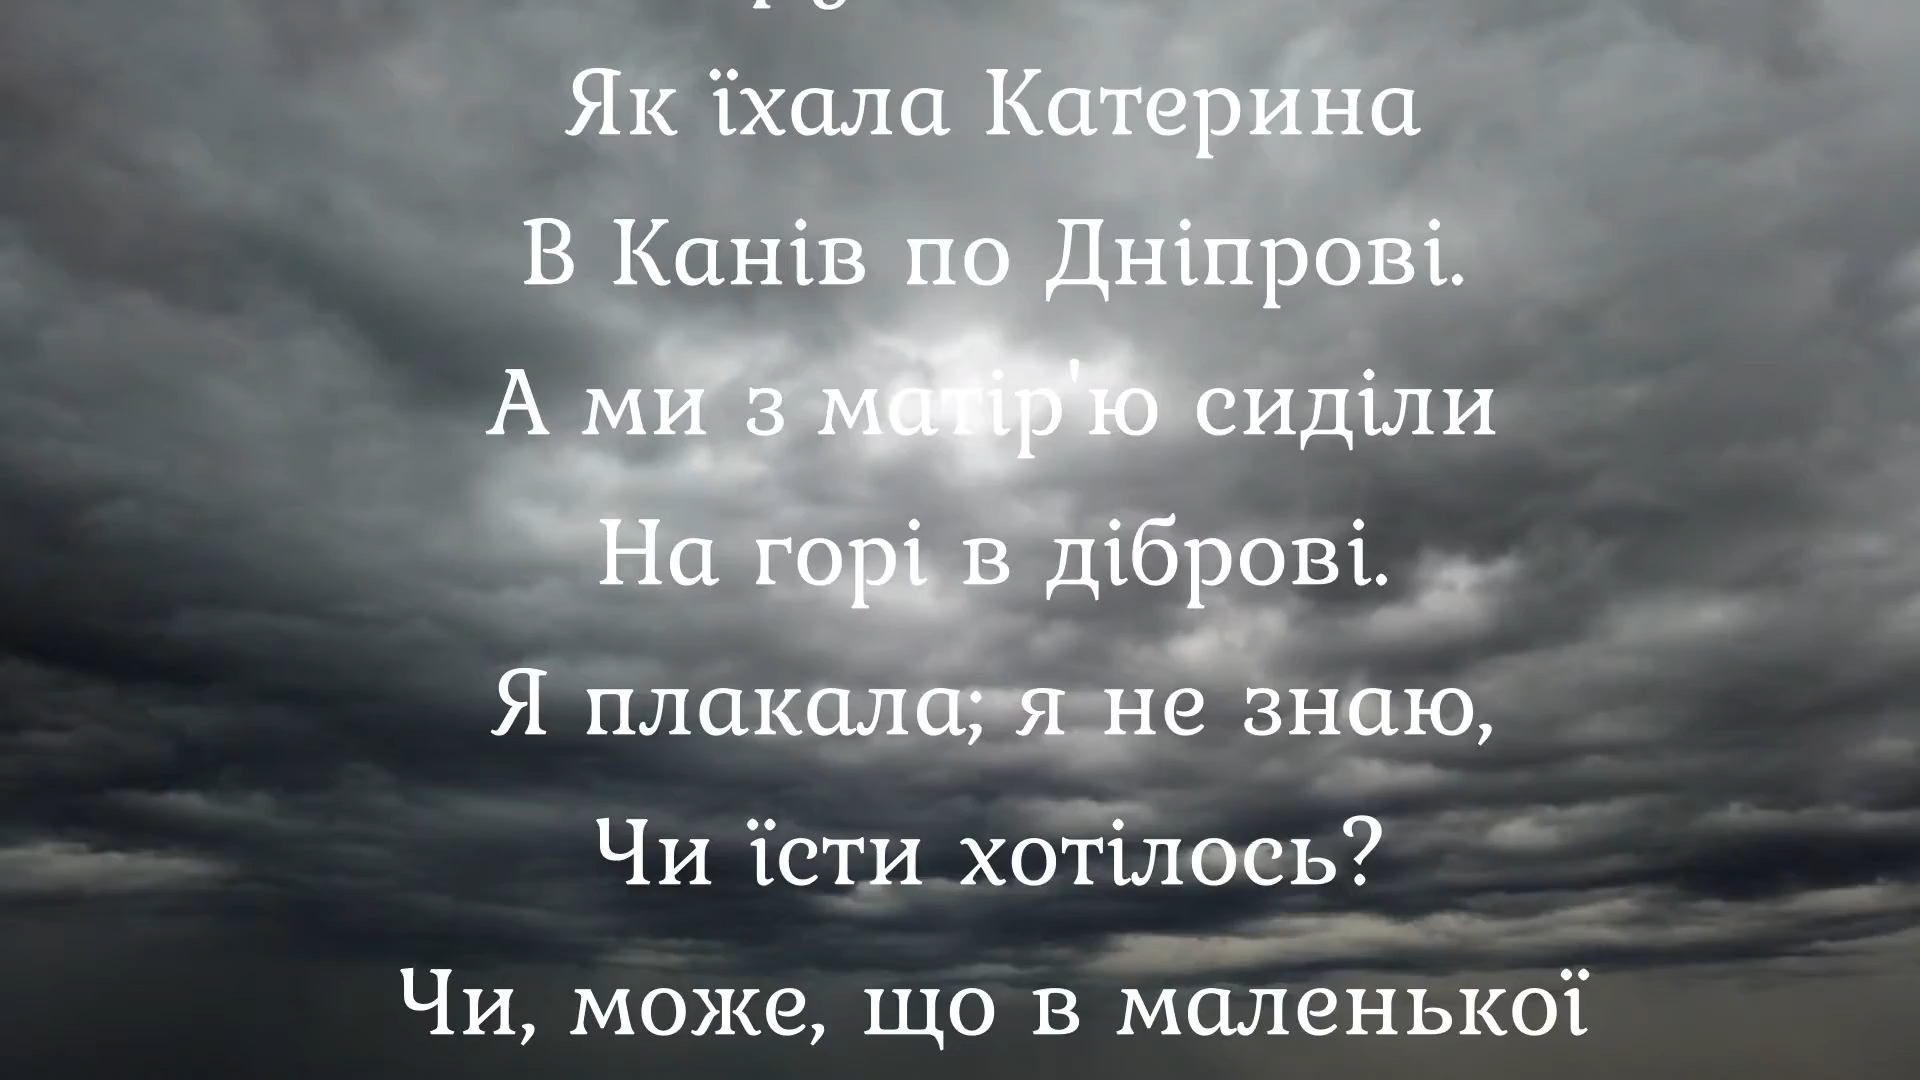 Як їхала Катерина
В Канів по Дніпрові.
А ми з матір'ю сиділи
На горі в діброві.
Я плакала; я не знаю,
Чи їсти хотілось?
Чи, може, що в маленької